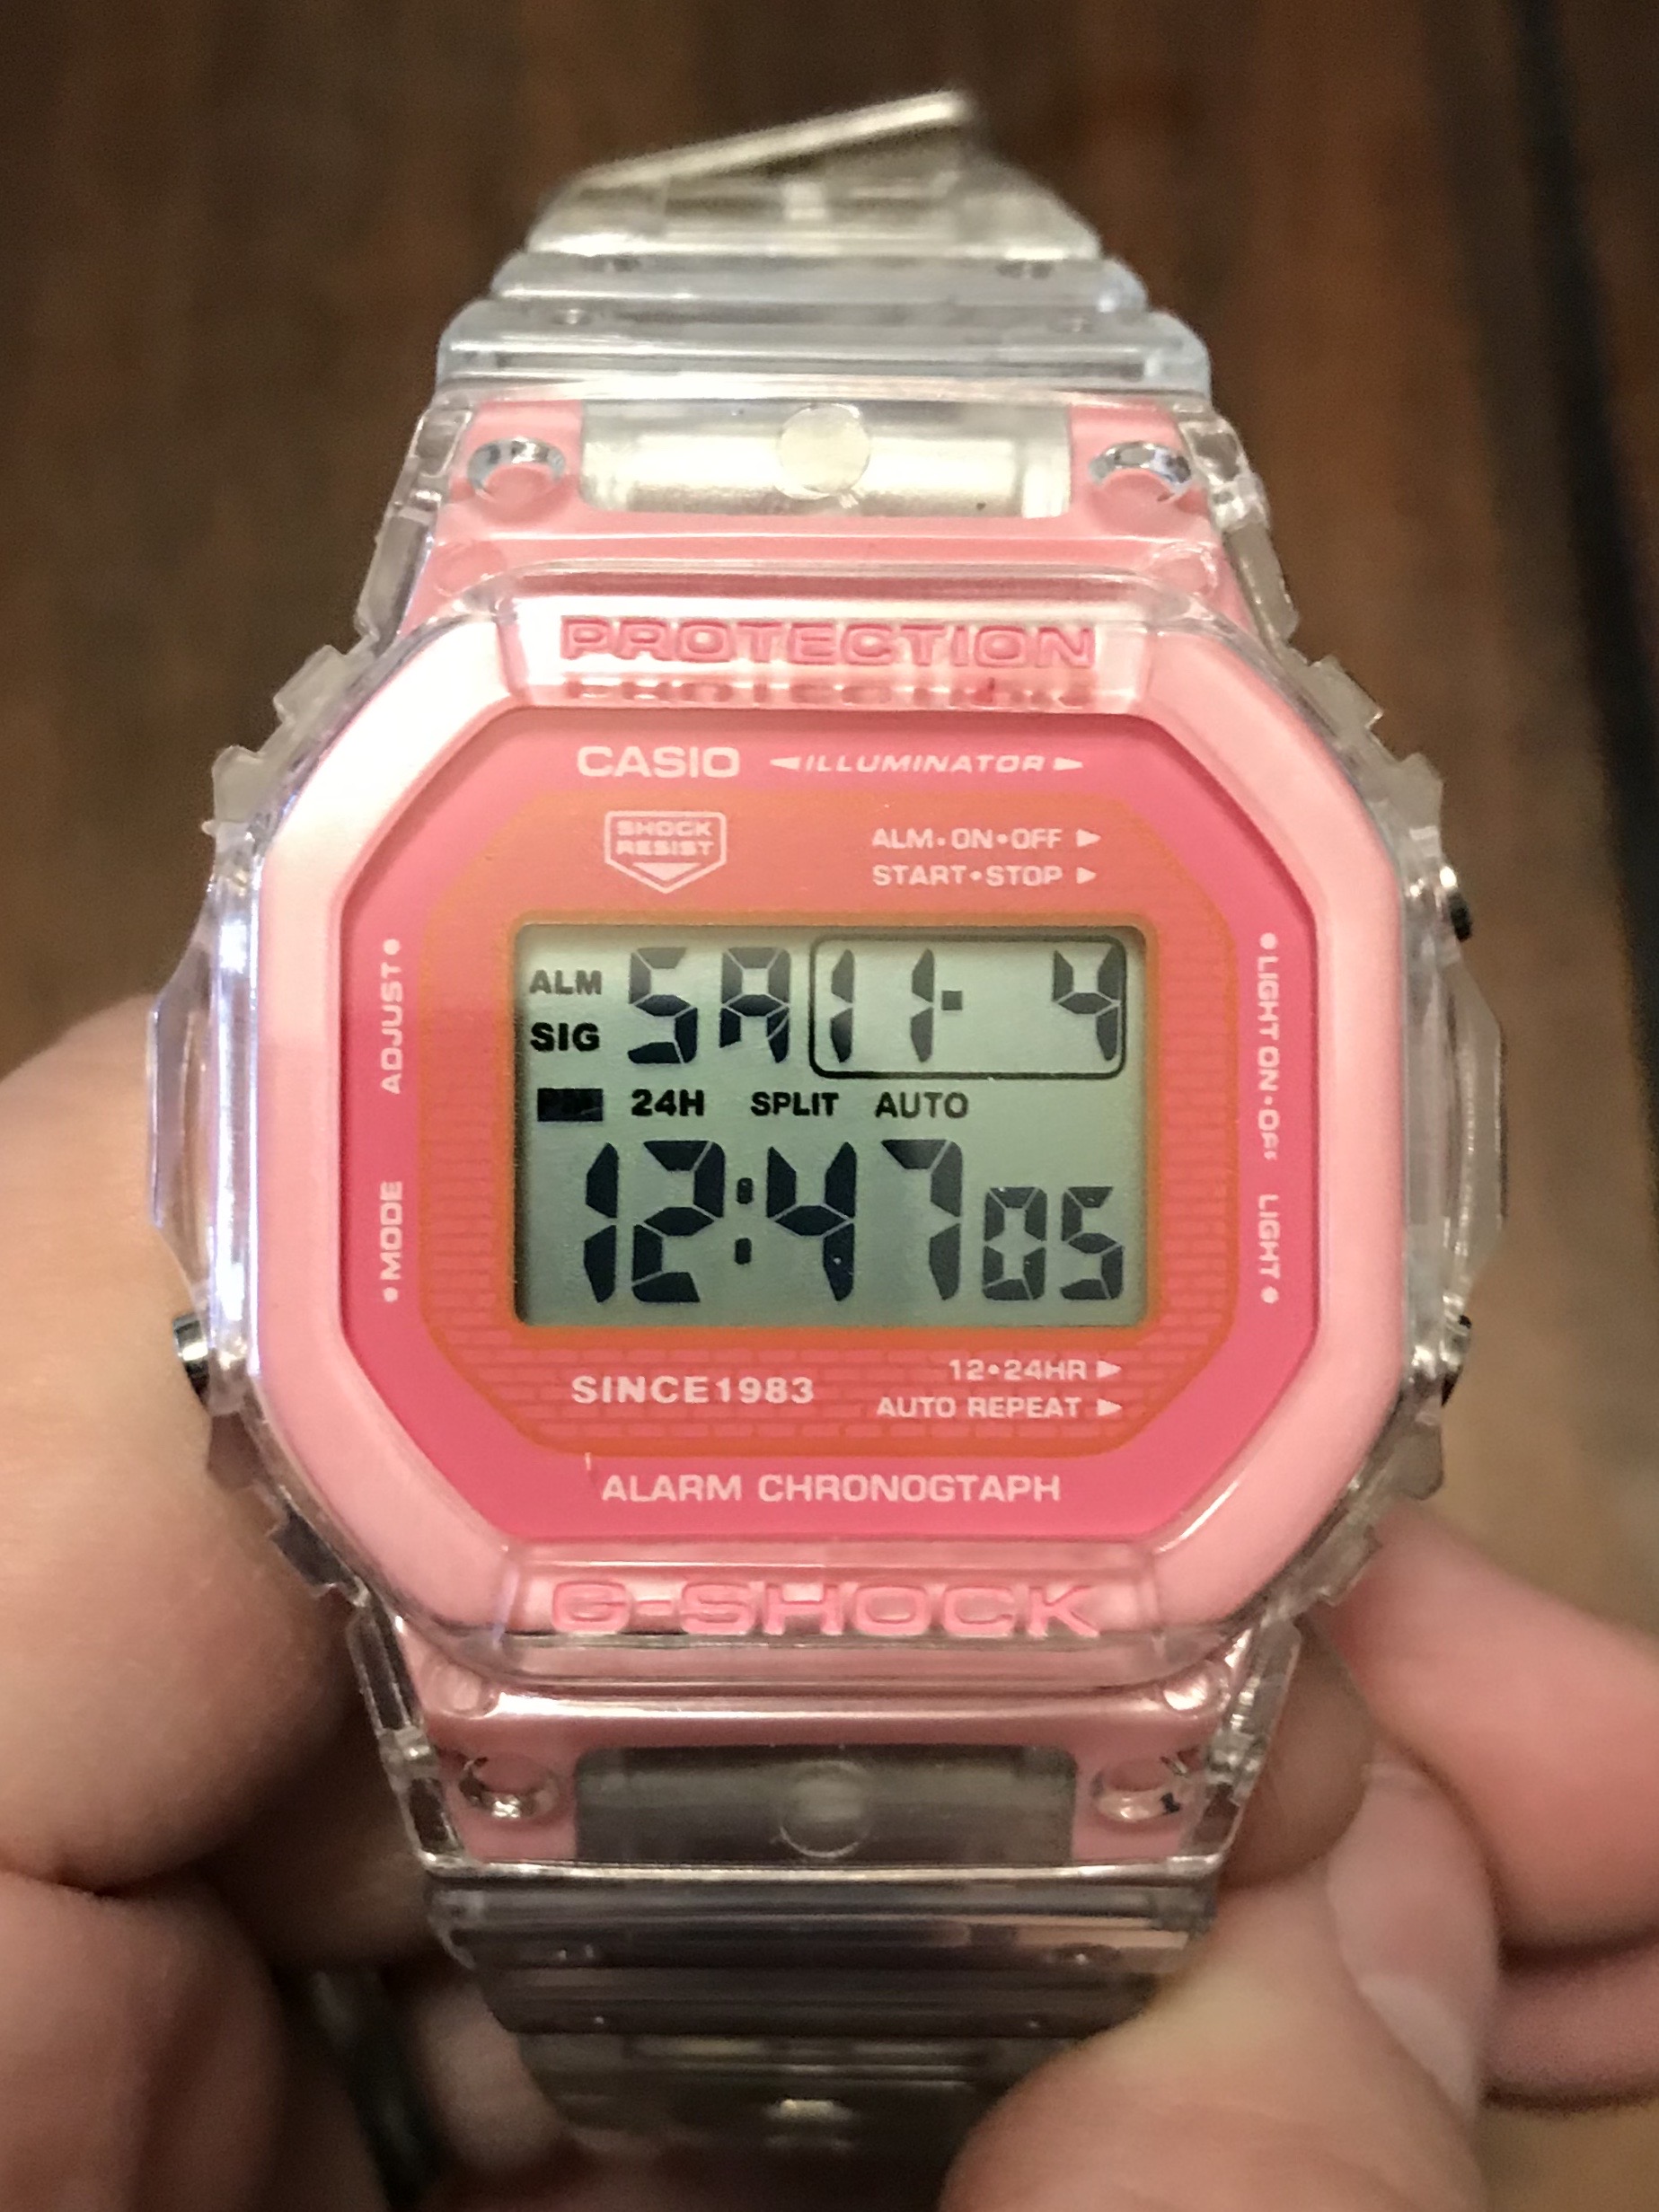 PROTECTION
CASIO ILLUMINATOR
SHOCK
RESIST
ALM•ON•OFF
START•STOP
ADJUST
MODE
LIGHT ON•OFF
LIGHT
ALM SA 11- 4
SIG
24H SPLIT AUTO
12:47 05
SINCE1983
12•24HR
AUTO REPEAT
ALARM CHRONOGTAPH
G-SHOCK